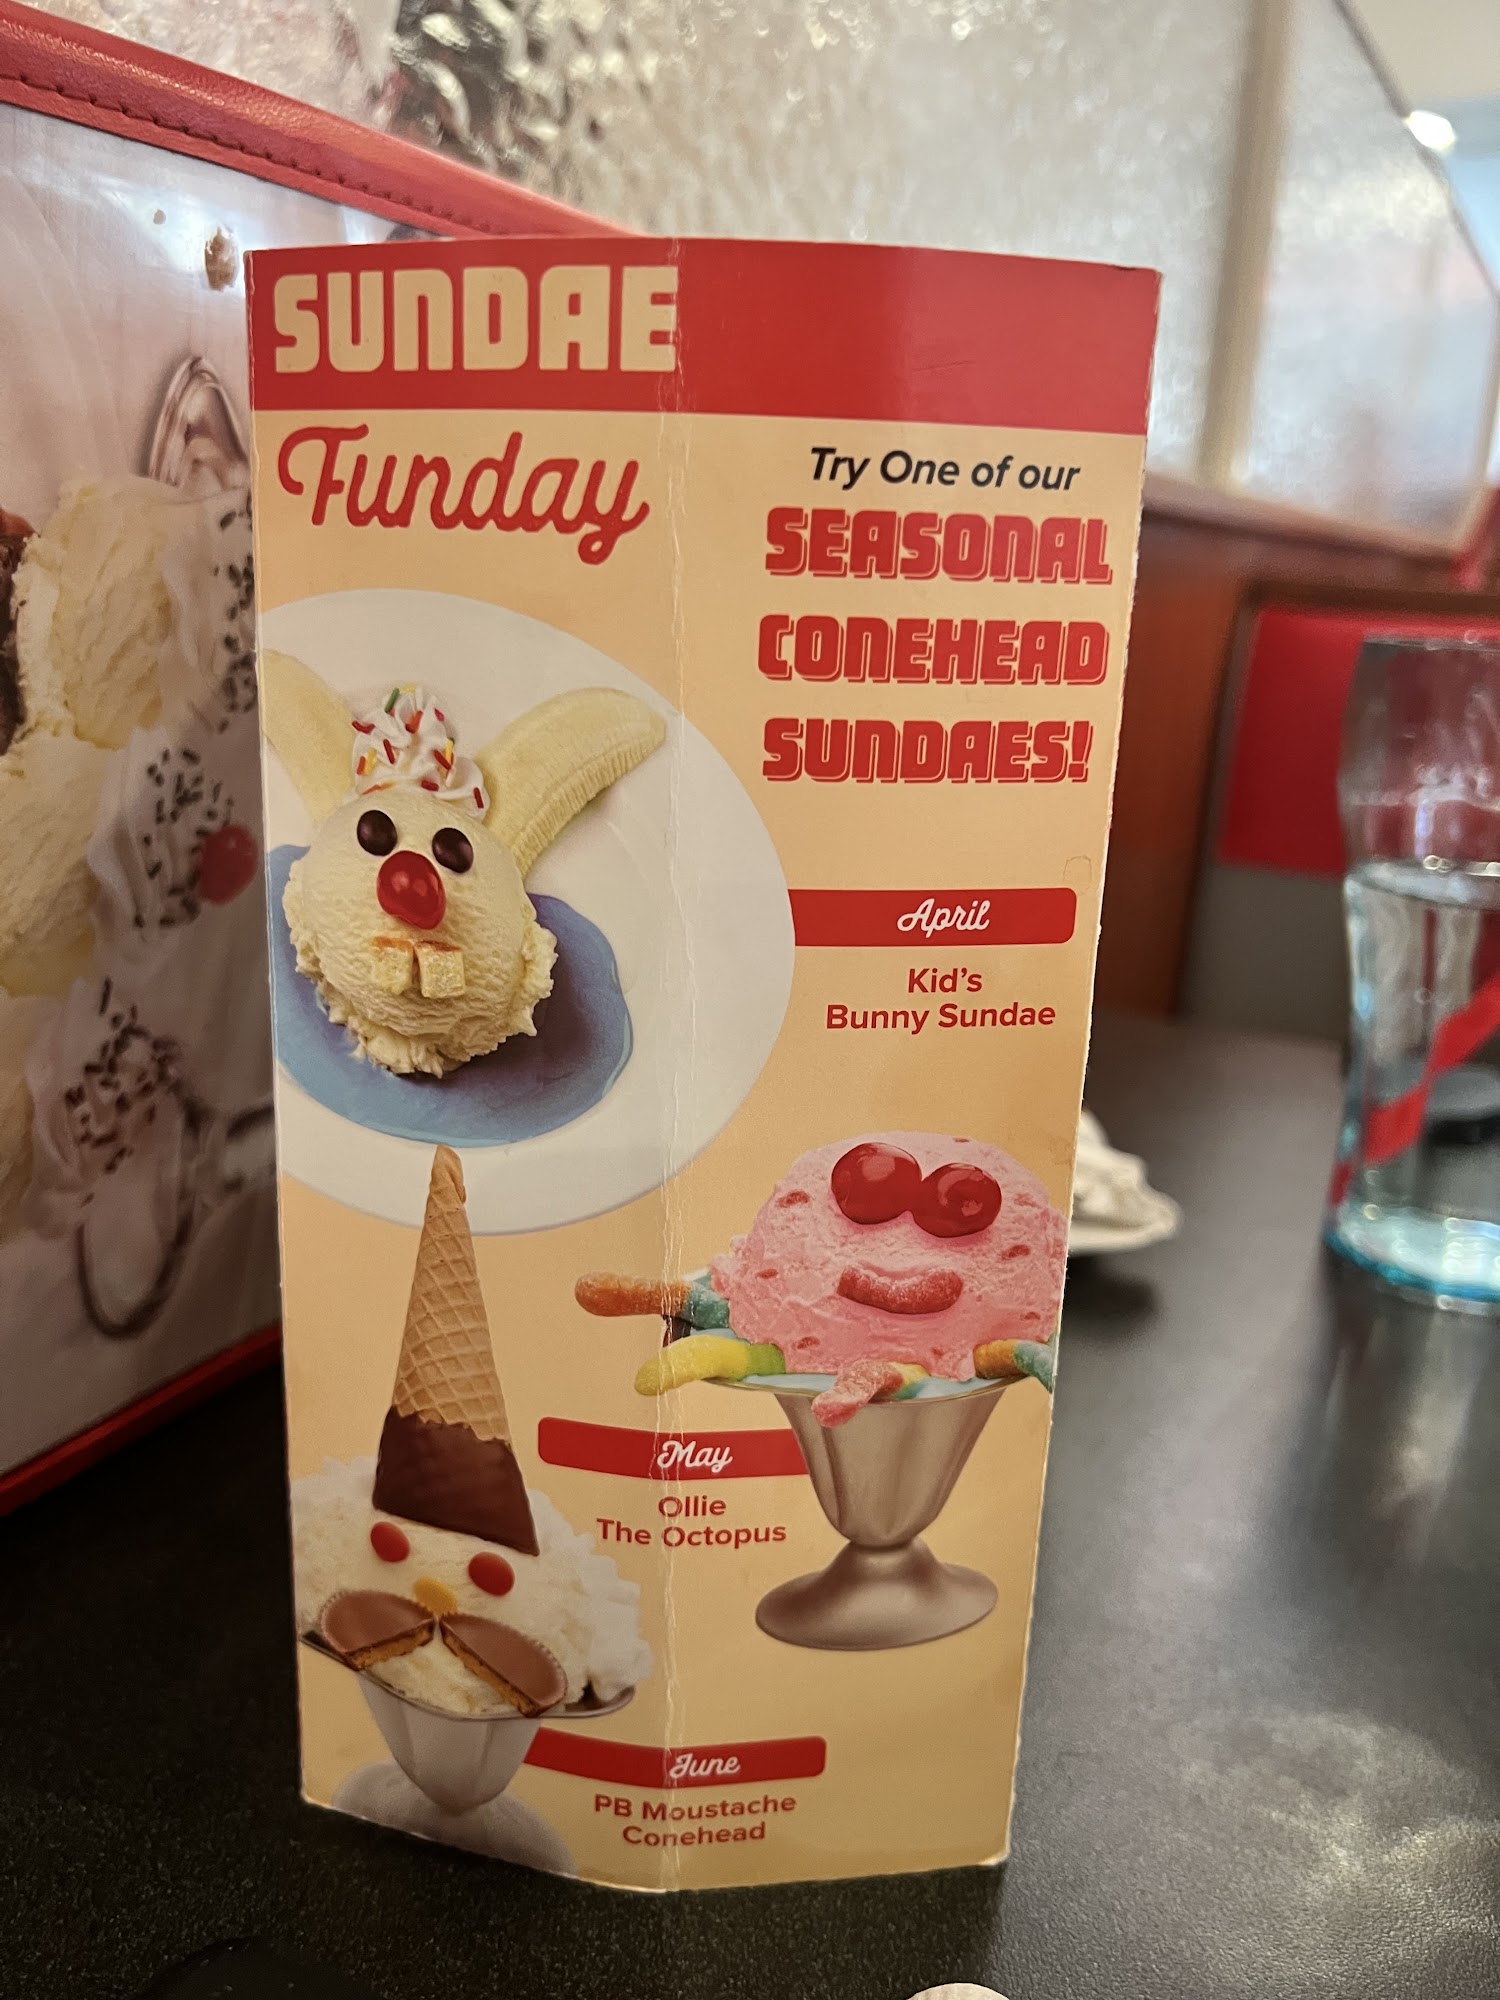 SUNDAE
Funday
Try One of our
SEASONAL
CONEHEAD
SUNDAES!
April
Kid's
Bunny Sundae
May
Ollie
The Octopus
June
PB Moustache
Conehead